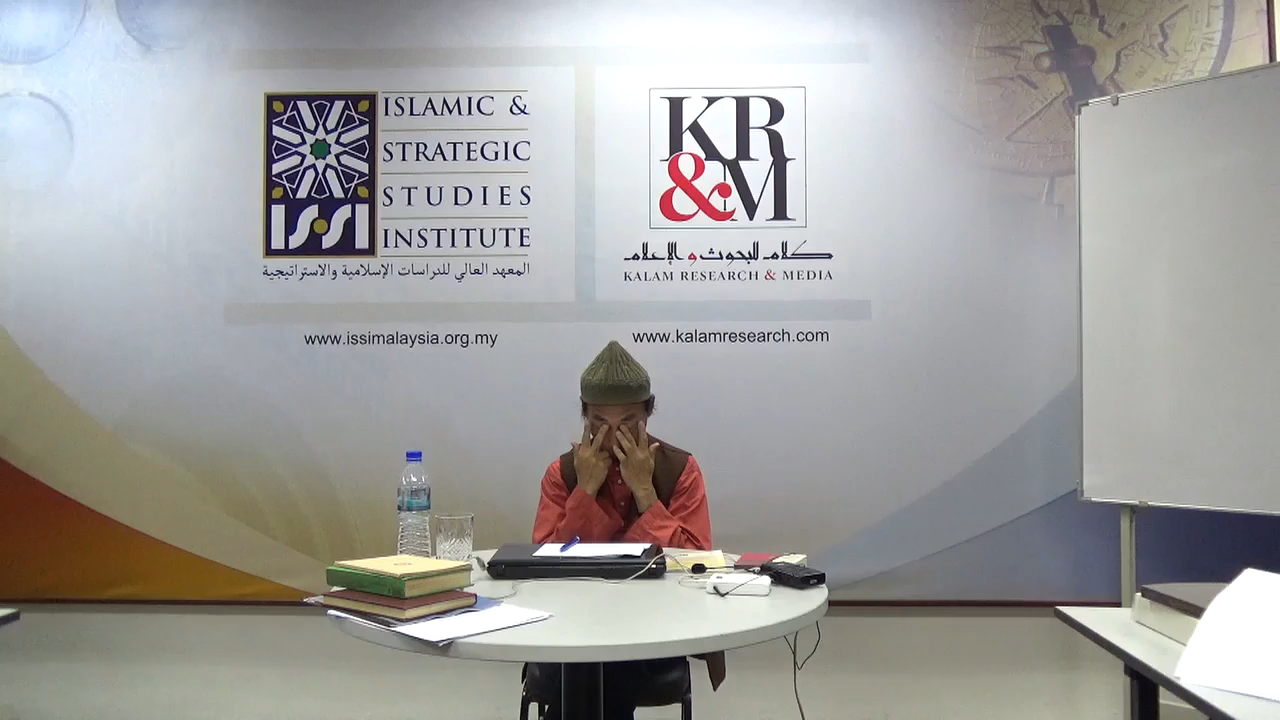 ISLAMIC &
STRATEGIC
STUDIES
INSTITUTE
ISSI
المعهد العالي للدراسات الإسلامية والاستراتيجية
www.issimalaysia.org.my
KR
&M
كلام للبحوث و الإعلام
KALAM RESEARCH & MEDIA
www.kalamresearch.com